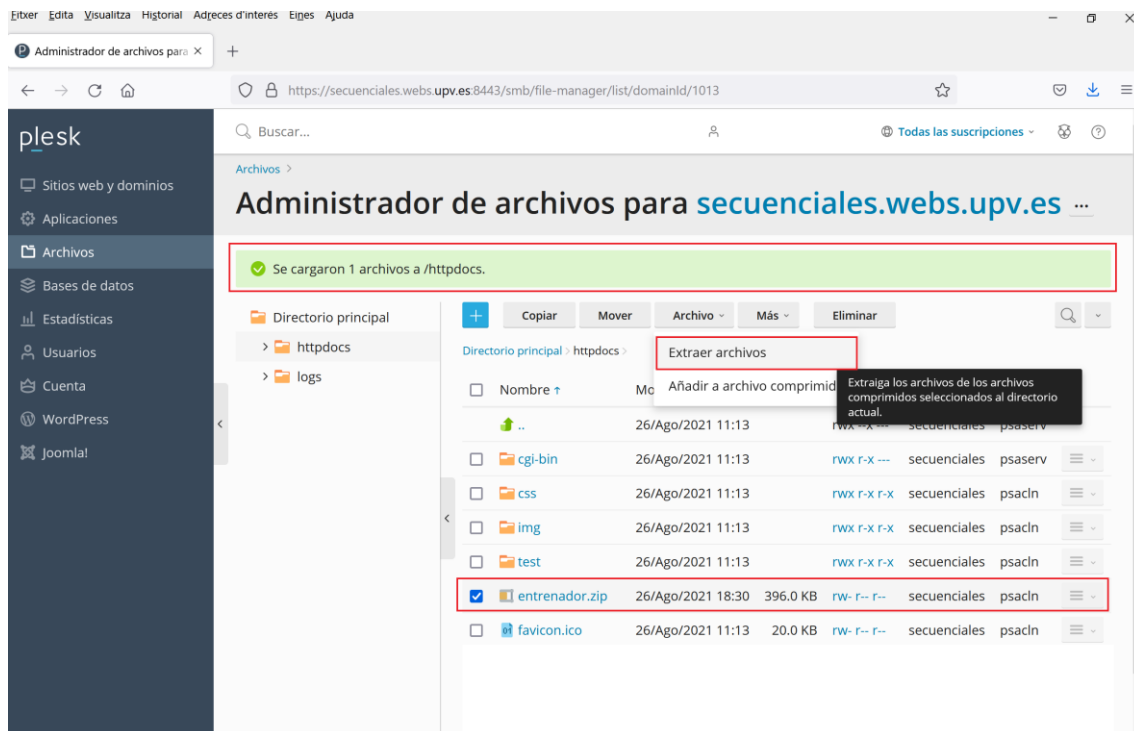 Fitxer Edita Visualitza Historial Adreces d'interés Eines Ajuda
Administrador de archivos para
https://secuenciales.webs.upv.es:8443/smb/file-manager/list/domainId/1013
plesk
Buscar...
Todas las suscripciones
Sitios web y dominios
Aplicaciones
Archivos
Bases de datos
Estadísticas
Usuarios
Cuenta
WordPress
Joomla!
Archivos >
Administrador de archivos para secuenciales.webs.upv.es ...
Se cargaron 1 archivos a /httpdocs.
Directorio principal
httpdocs
logs
Copiar Mover Archivo Más Eliminar
Directorio principal > httpdocs >
Extraer archivos
Añadir a archivo comprimid
Extraiga los archivos de los archivos
comprimidos seleccionados al directorio
actual.
Nombre ↑ Mo
.. 26/Ago/2021 11:13 rwx --x --- secuenciales psaserv
cgi-bin 26/Ago/2021 11:13 rwx r-x --- secuenciales psaserv
css 26/Ago/2021 11:13 rwx r-x r-x secuenciales psacln
img 26/Ago/2021 11:13 rwx r-x r-x secuenciales psacln
test 26/Ago/2021 11:13 rwx r-x r-x secuenciales psacln
entrenador.zip 26/Ago/2021 18:30 396.0 KB rw- r-- r-- secuenciales psacln
favicon.ico 26/Ago/2021 11:13 20.0 KB rw- r-- r-- secuenciales psacln